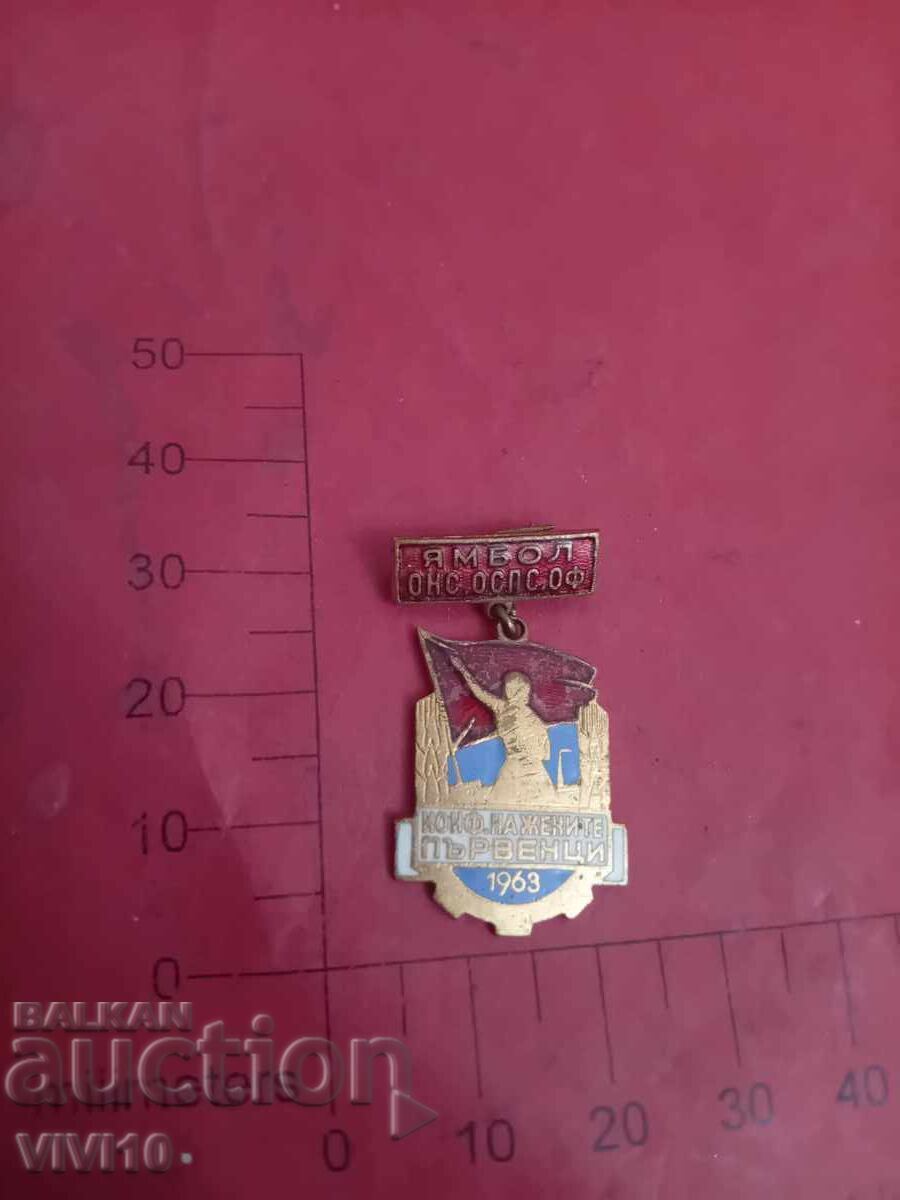 50
40
30
20
10
0
ЯМБОЛ
О.Н.С. ОСПС. ОФ
КОНФ. НА ЖЕНИТЕ
ПЪРВЕНЦИ
1963
BALKAN
auction
millimeters
VIVI10.
0
10
20
30
40